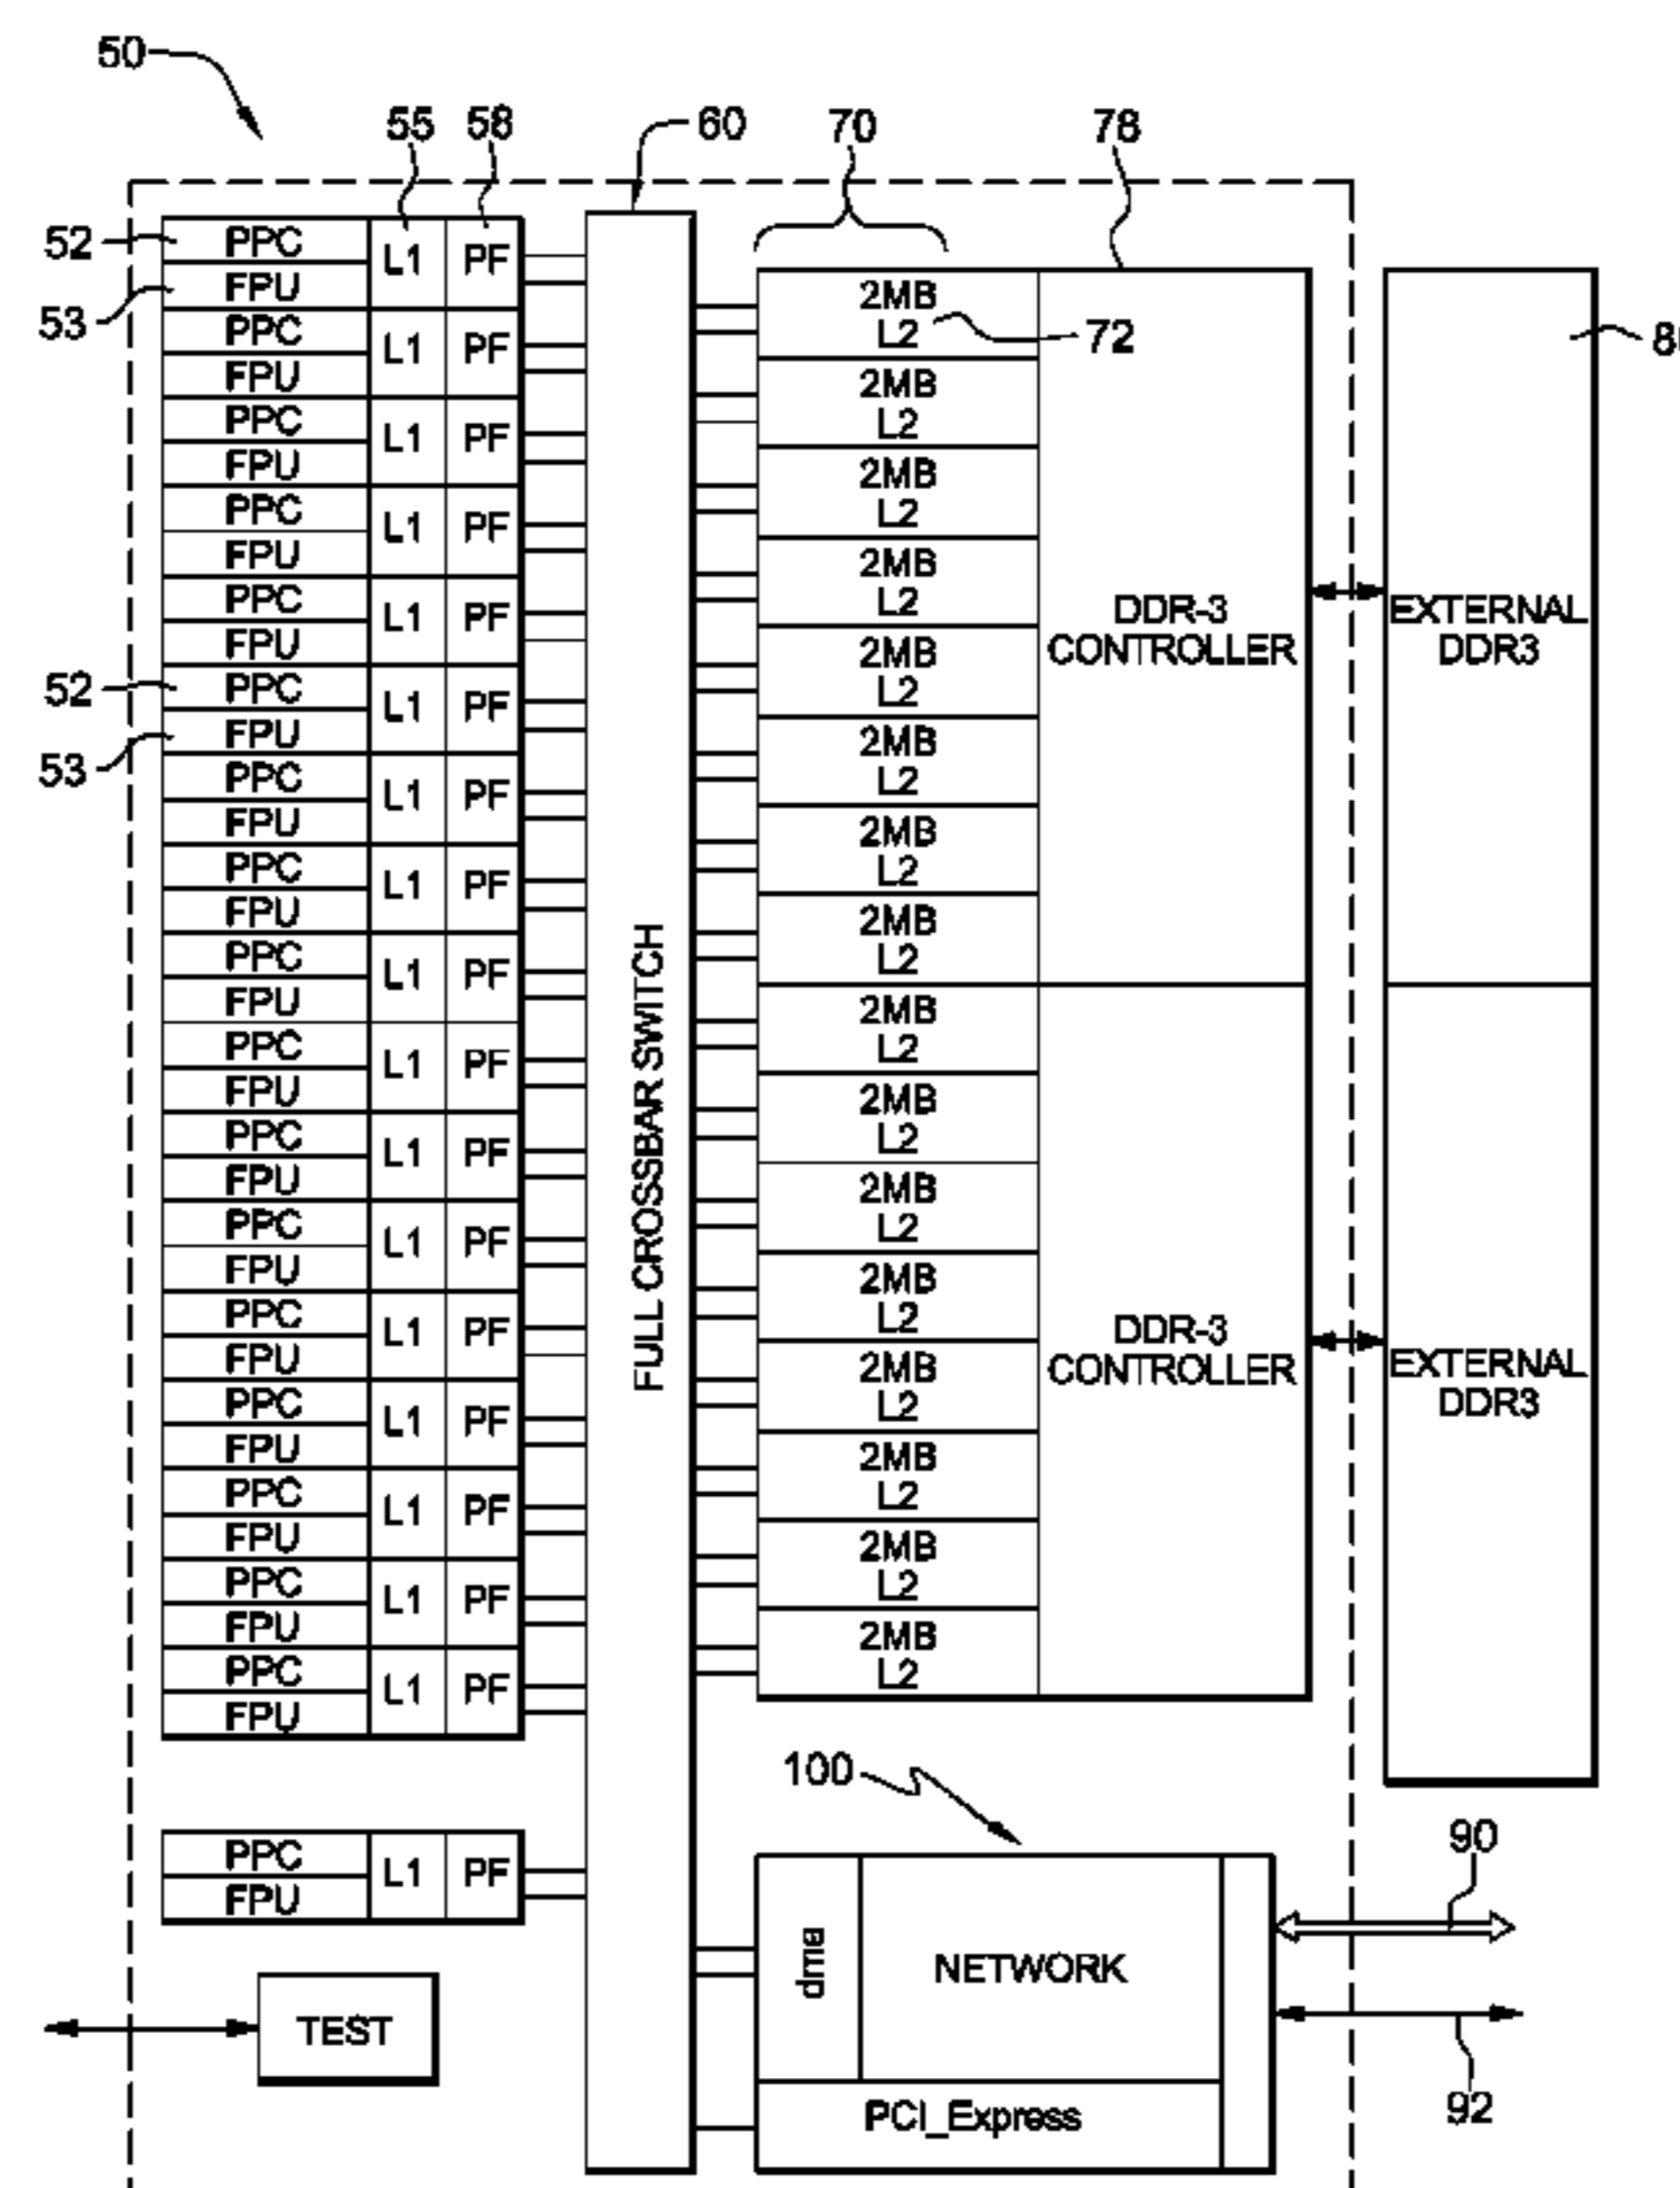 50
55
58
60
70
78
52
53
52
53
PPC
FPU
L1
PF
PPC
FPU
L1
PF
PPC
FPU
L1
PF
PPC
FPU
L1
PF
PPC
FPU
L1
PF
PPC
FPU
L1
PF
PPC
FPU
L1
PF
PPC
FPU
L1
PF
PPC
FPU
L1
PF
PPC
FPU
L1
PF
PPC
FPU
L1
PF
PPC
FPU
L1
PF
PPC
FPU
L1
PF
PPC
FPU
L1
PF
PPC
FPU
L1
PF
PPC
FPU
L1
PF
PPC
FPU
L1
PF
PPC
FPU
L1
PF
TEST
FULL CROSSBAR SWITCH
2MB
L2
72
2MB
L2
2MB
L2
2MB
L2
2MB
L2
2MB
L2
2MB
L2
2MB
L2
2MB
L2
2MB
L2
2MB
L2
2MB
L2
2MB
L2
2MB
L2
2MB
L2
2MB
L2
DDR-3
CONTROLLER
DDR-3
CONTROLLER
EXTERNAL
DDR3
EXTERNAL
DDR3
100
dma
NETWORK
PCI_Express
90
92